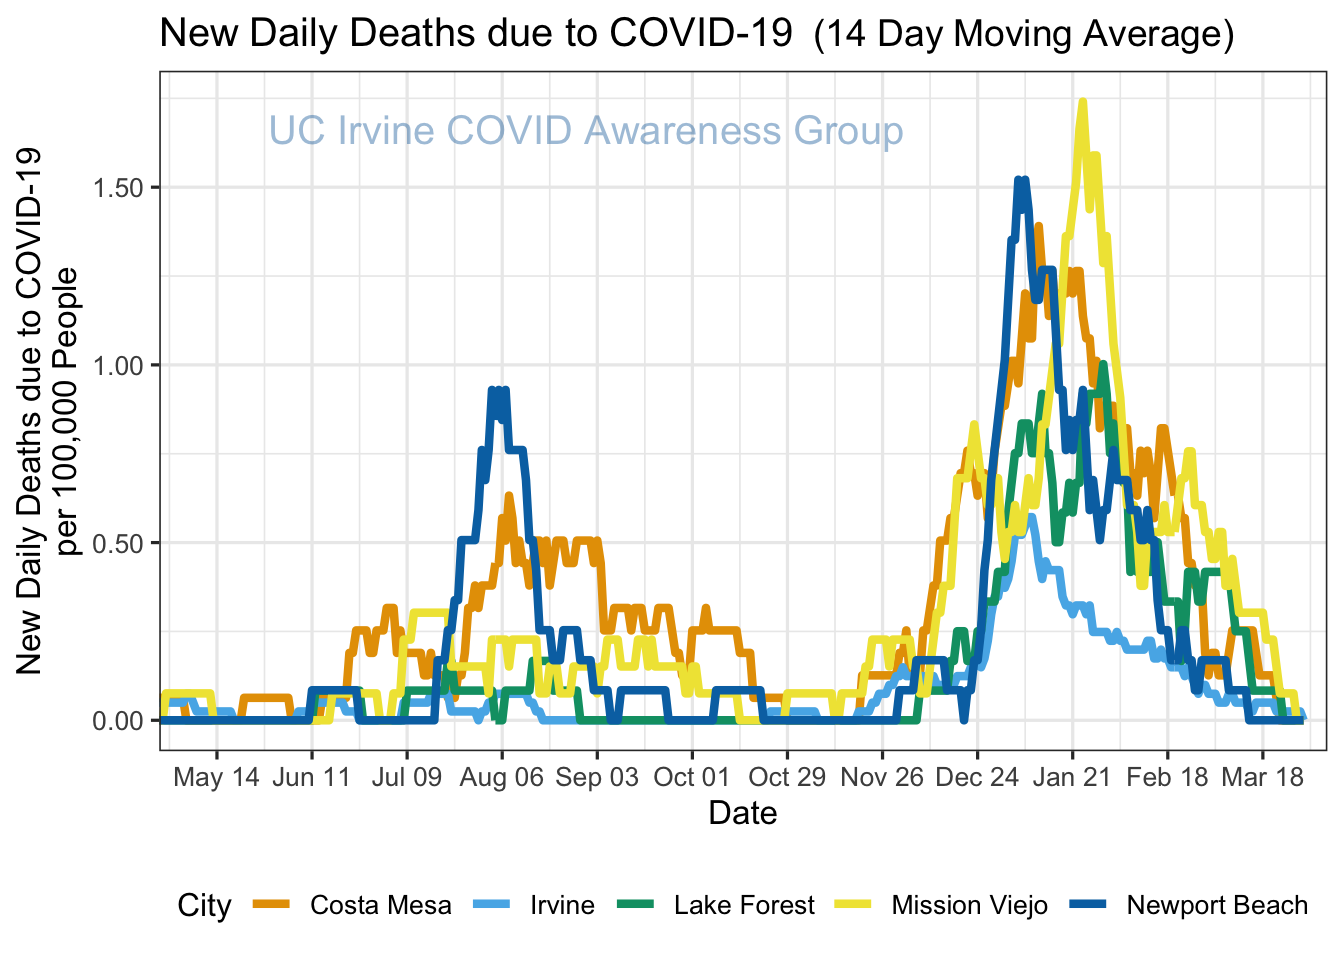 New Daily Deaths due to COVID-19 (14 Day Moving Average)
UC Irvine COVID Awareness Group
New Daily Deaths due to COVID-19
per 100,000 People
1.50
1.00
0.50
0.00
May 14 Jun 11 Jul 09 Aug 06 Sep 03 Oct 01 Oct 29 Nov 26 Dec 24 Jan 21 Feb 18 Mar 18
Date
City Costa Mesa Irvine Lake Forest Mission Viejo Newport Beach